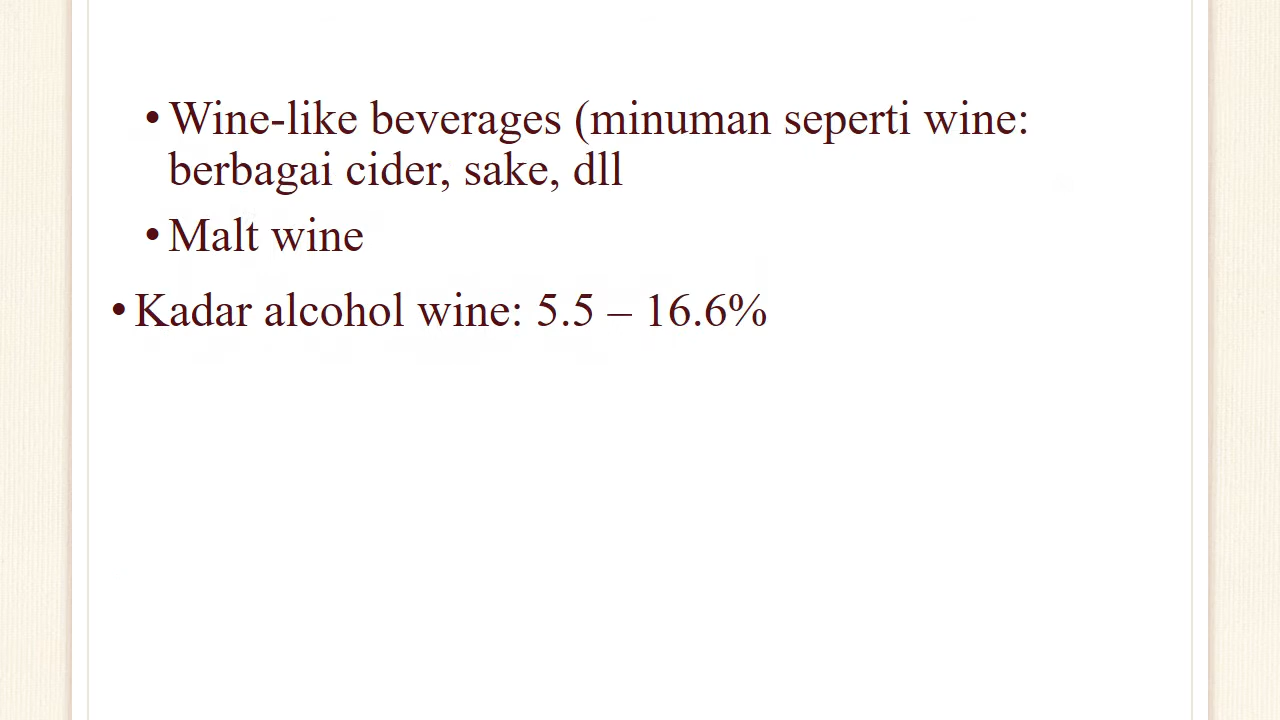 • Wine-like beverages (minuman seperti wine:
berbagai cider, sake, dll
• Malt wine
• Kadar alcohol wine: 5.5 – 16.6%